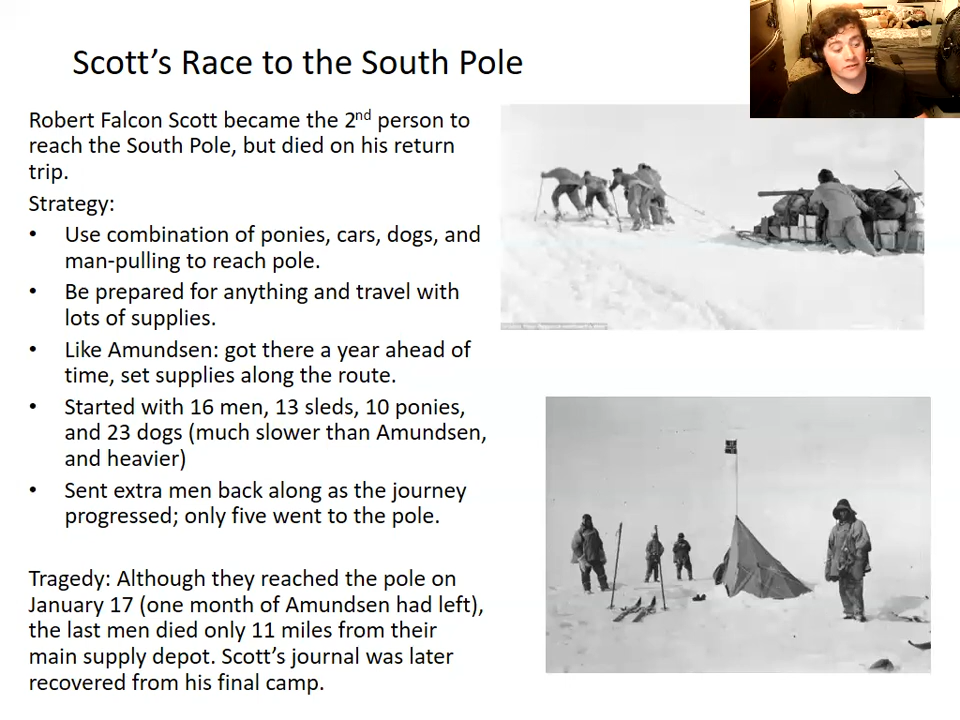 Scott’s Race to the South Pole
Robert Falcon Scott became the 2nd person to
reach the South Pole, but died on his return
trip.
Strategy:
• Use combination of ponies, cars, dogs, and
man-pulling to reach pole.
• Be prepared for anything and travel with
lots of supplies.
• Like Amundsen: got there a year ahead of
time, set supplies along the route.
• Started with 16 men, 13 sleds, 10 ponies,
and 23 dogs (much slower than Amundsen,
and heavier)
• Sent extra men back along as the journey
progressed; only five went to the pole.
Tragedy: Although they reached the pole on
January 17 (one month of Amundsen had left),
the last men died only 11 miles from their
main supply depot. Scott’s journal was later
recovered from his final camp.